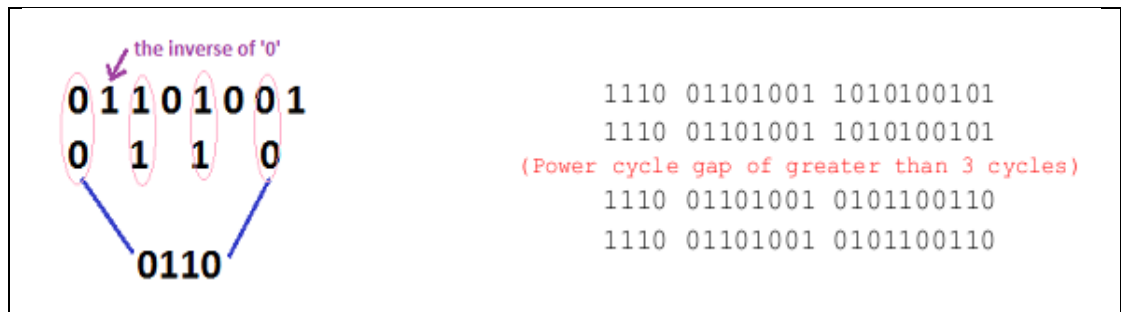 the inverse of '0'
0 1 1 0 1 0 0 1
0 1 1 0
0110
1110 01101001 1010100101
1110 01101001 1010100101
(Power cycle gap of greater than 3 cycles)
1110 01101001 0101100110
1110 01101001 0101100110